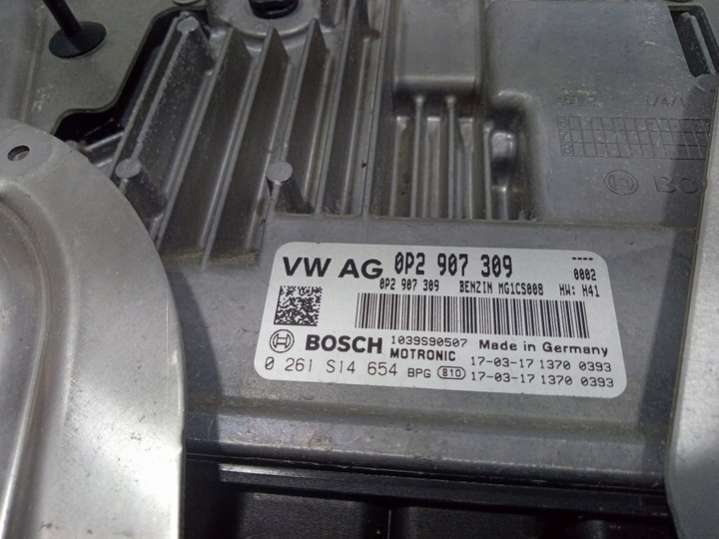 VW AG 0P2 907 309 ----
0002
0P2 907 309 BENZIN MG1CS008 HW: H41
BOSCH 1039S90507 Made in Germany
MOTRONIC 17-03-17 1370 0393
0 261 S14 654 BPG B10 17-03-17 1370 0393